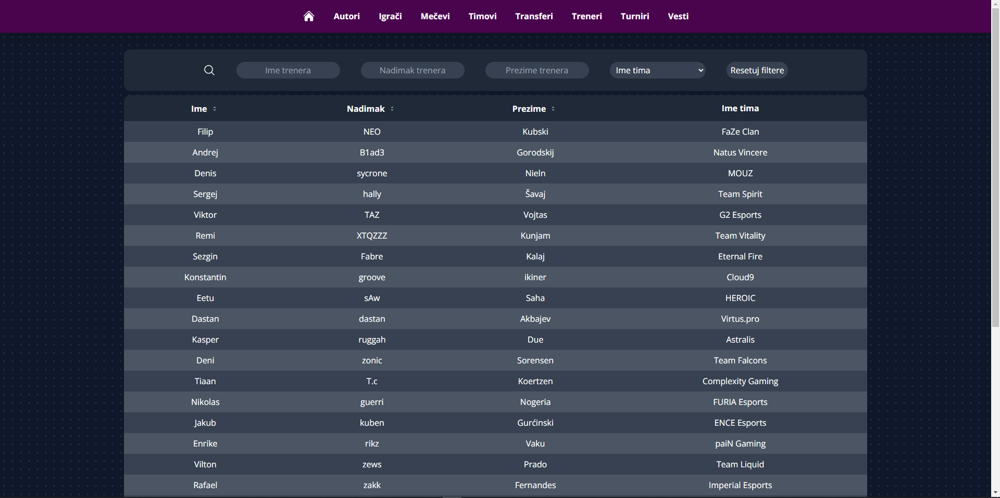 Autori Igrači Mečevi Timovi Transferi Treneri Turniri Vesti
Ime trenera Nadimak trenera Prezime trenera Ime tima Resetuj filtere
Ime Nadimak Prezime Ime tima
Filip NEO Kubski FaZe Clan
Andrej B1ad3 Gorodskij Natus Vincere
Denis sycrone Nieln MOUZ
Sergej hally Šavaj Team Spirit
Viktor TAZ Vojtas G2 Esports
Remi XTQZZZ Kunjam Team Vitality
Sezgin Fabre Kalaj Eternal Fire
Konstantin groove ikiner Cloud9
Eetu sAw Saha HEROIC
Dastan dastan Akbajev Virtus.pro
Kasper ruggah Due Astralis
Deni zonic Sorensen Team Falcons
Tiaan T.c Koertzen Complexity Gaming
Nikolas guerri Nogeria FURIA Esports
Jakub kuben Gurćinski ENCE Esports
Enrike rikz Vaku paiN Gaming
Vilton zews Prado Team Liquid
Rafael zakk Fernandes Imperial Esports